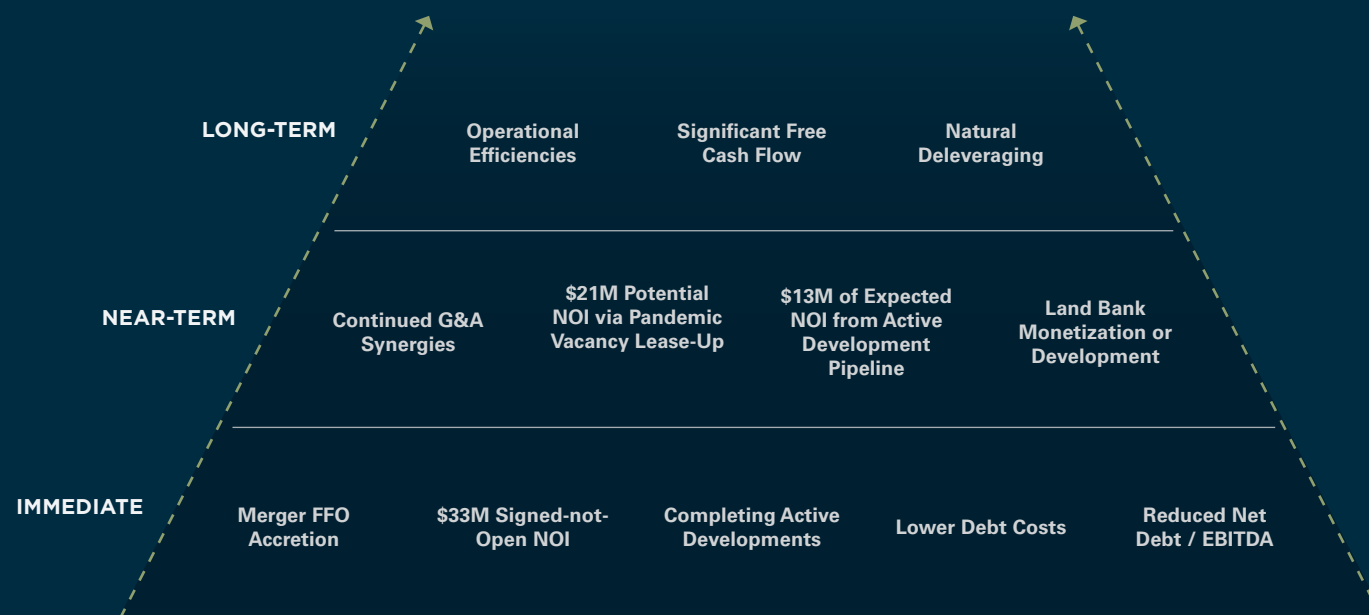 LONG-TERM
Operational
Efficiencies
Significant Free
Cash Flow
Natural
Deleveraging
NEAR-TERM
Continued G&A
Synergies
$21M Potential
NOI via Pandemic
Vacancy Lease-Up
$13M of Expected
NOI from Active
Development
Pipeline
Land Bank
Monetization or
Development
IMMEDIATE
Merger FFO
Accretion
$33M Signed-not-
Open NOI
Completing Active
Developments
Lower Debt Costs
Reduced Net
Debt / EBITDA